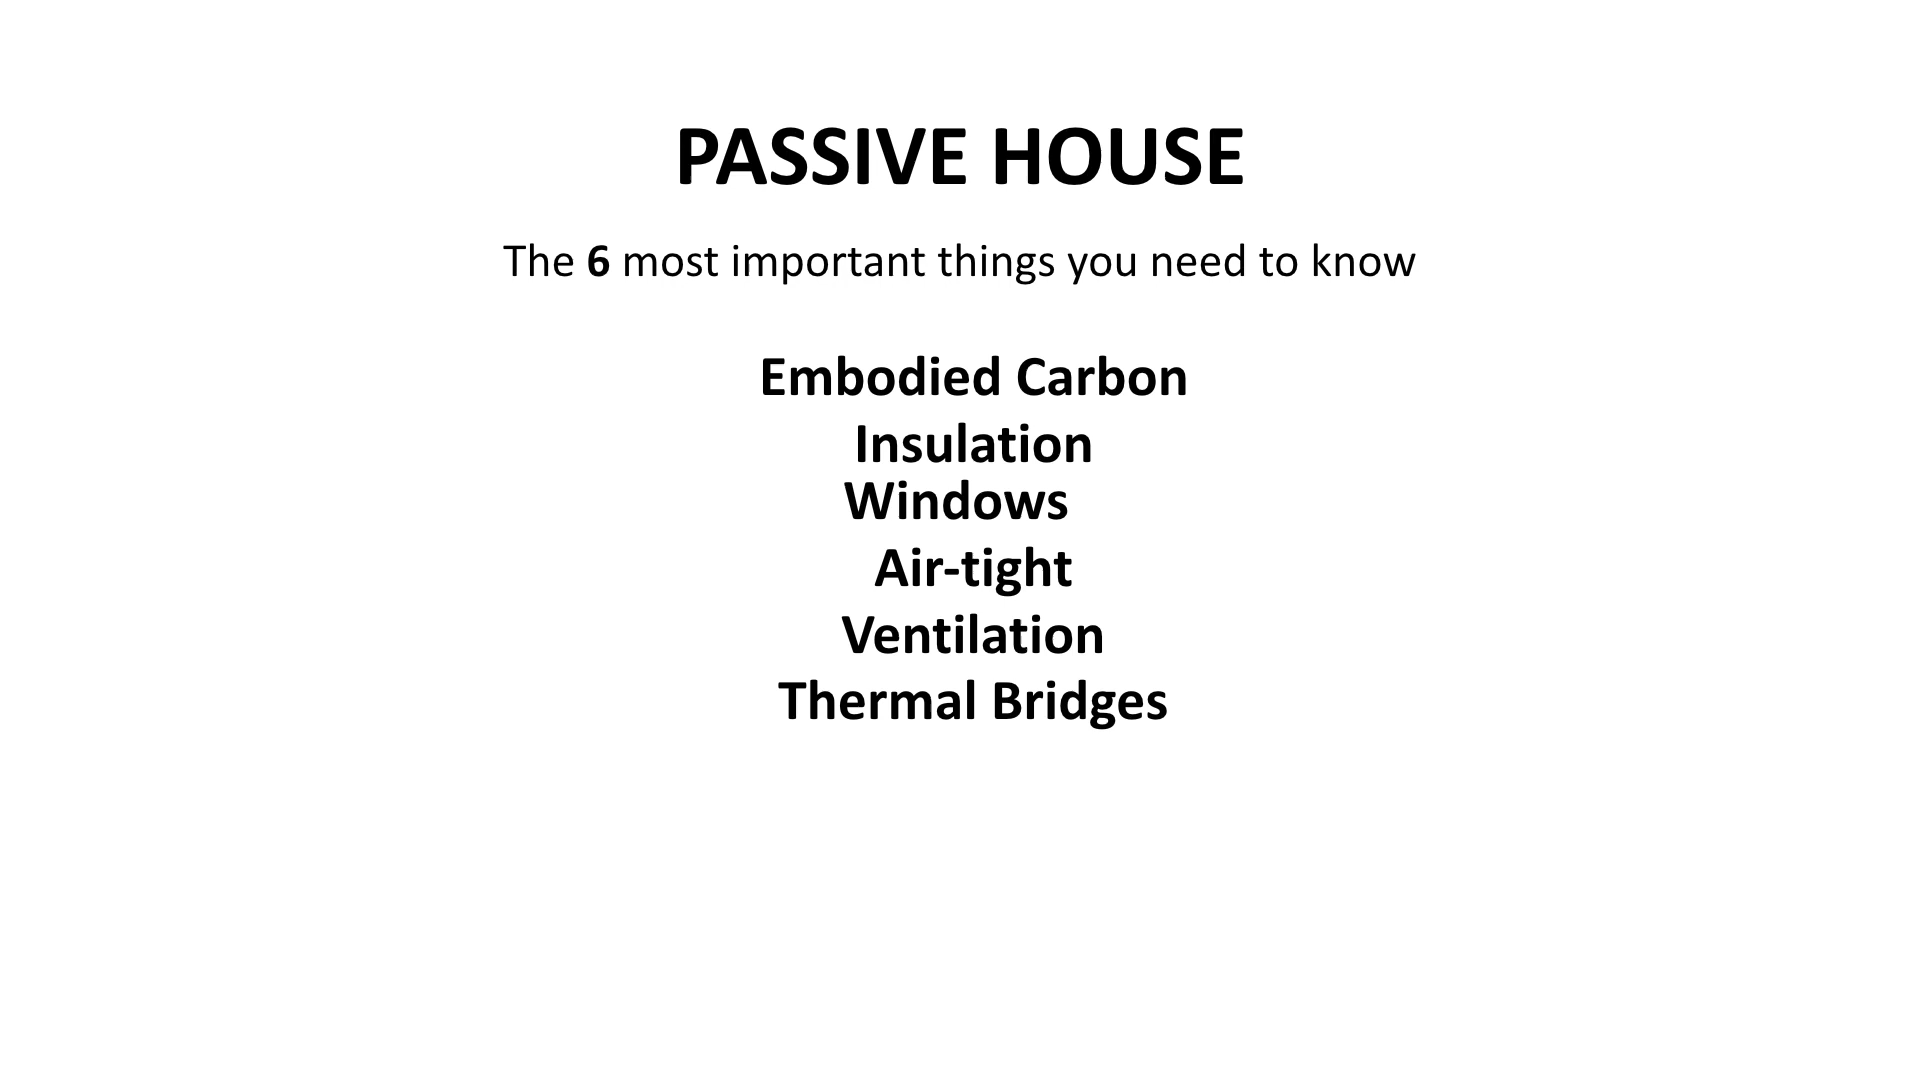 PASSIVE HOUSE
The 6 most important things you need to know
Embodied Carbon
Insulation
Windows
Air-tight
Ventilation
Thermal Bridges